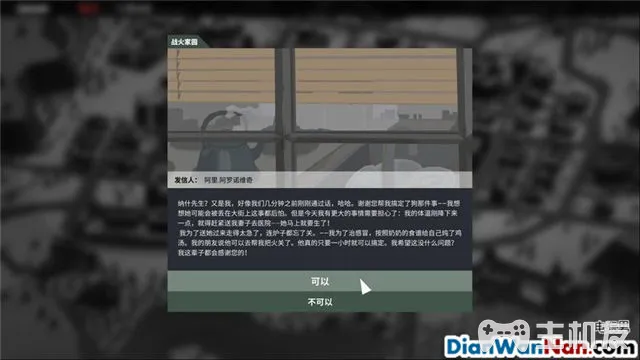 战火家园
发信人： 阿里.阿罗诺维奇
纳什先生？又是我，好像我们几分钟之前刚刚通过话，哈哈。谢谢您帮我搞定了狗那件事——我想
想她可能会被丢在大街上这事都后怕。但是今天我有更大的事情需要担心了：我的体温刚降下来
一点，就得赶紧送我妻子去医院——她马上就要生了！
我为了送她过来走得太急了，连炉子都忘了关。——我为了治感冒，按照奶奶的食谱给自己炖了鸡
汤。我的朋友说他可以去帮我把火关了。他真的只要一小时就可以搞定。我希望这没什么问题？
我这辈子都会感谢您的！
可以
不可以
主机友
DianWanNan.com